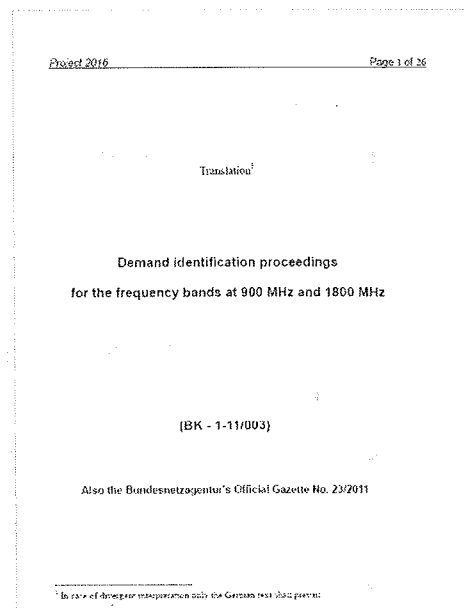 Project 2016 Page 1 of 26
Translation¹
Demand identification proceedings
for the frequency bands at 900 MHz and 1800 MHz
(BK - 1-11/003)
Also the Bundesnetzagentur's Official Gazette No. 23/2011
¹ In case of divergent interpretation only the German text shall prevail